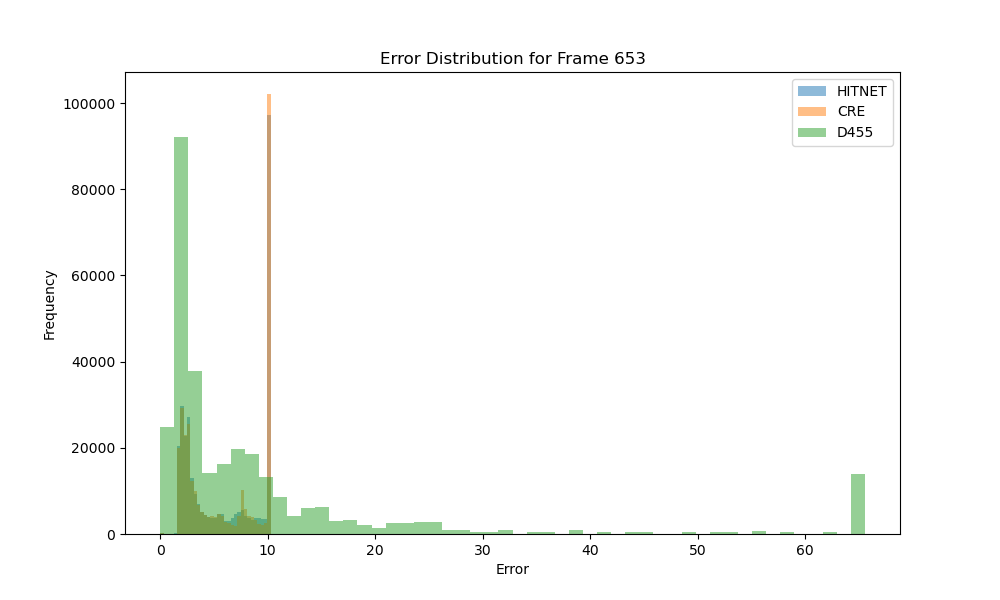 Error Distribution for Frame 653
HITNET
CRE
D455
100000
80000
60000
40000
20000
0
Frequency
0 10 20 30 40 50 60
Error